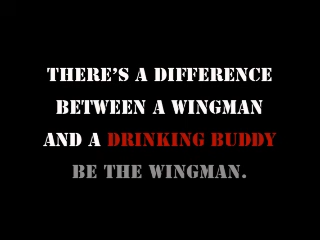 THERE'S A DIFFERENCE
BETWEEN A WINGMAN
AND A DRINKING BUDDY
BE THE WINGMAN.